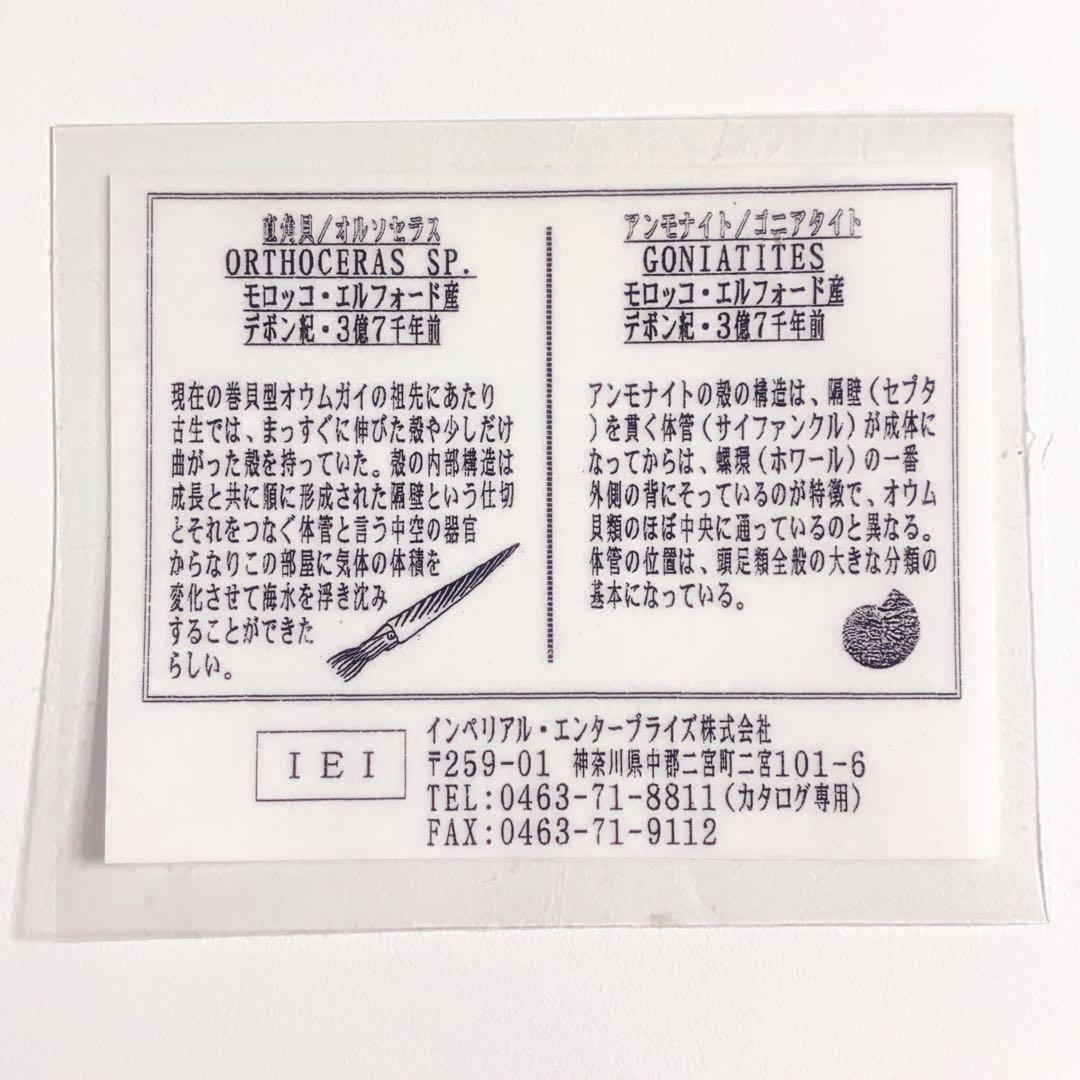 直角貝/オルソセラス
ORTHOCERAS SP.
モロッコ・エルフォード産
デボン紀・3億7千年前
現在の巻貝型オウムガイの祖先にあたり
古生では、まっすぐに伸びた殻や少しだけ
曲がった殻を持っていた。殻の内部構造は
成長と共に順に形成された隔壁という仕切
とそれをつなぐ体管と言う中空の器官
からなりこの部屋に気体の体積を
変化させて海水を浮き沈み
することができた
らしい。
アンモナイト/ゴニアタイト
GONIATITES
モロッコ・エルフォード産
デボン紀・3億7千年前
アンモナイトの殻の構造は、隔壁(セプタ
)を貫く体管(サイファンクル)が成体に
なってからは、螺環(ホワール)の一番
外側の背にそっているのが特徴で、オウム
貝類のほぼ中央に通っているのと異なる。
体管の位置は、頭足類全般の大きな分類の
基本になっている。
IEI
インペリアル・エンタープライズ株式会社
〒259-01 神奈川県中郡二宮町二宮101-6
TEL:0463-71-8811(カタログ専用)
FAX:0463-71-9112